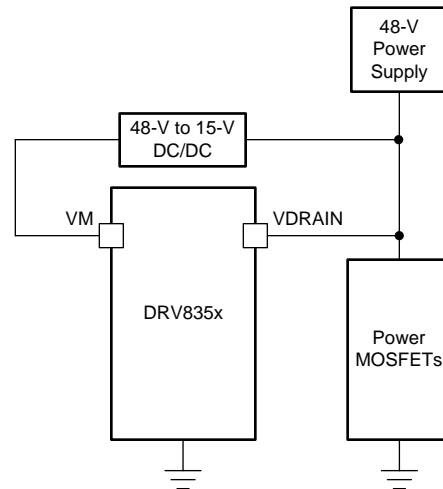 48-V
Power
Supply
48-V to 15-V
DC/DC
VM
VDRAIN
DRV835x
Power
MOSFETs